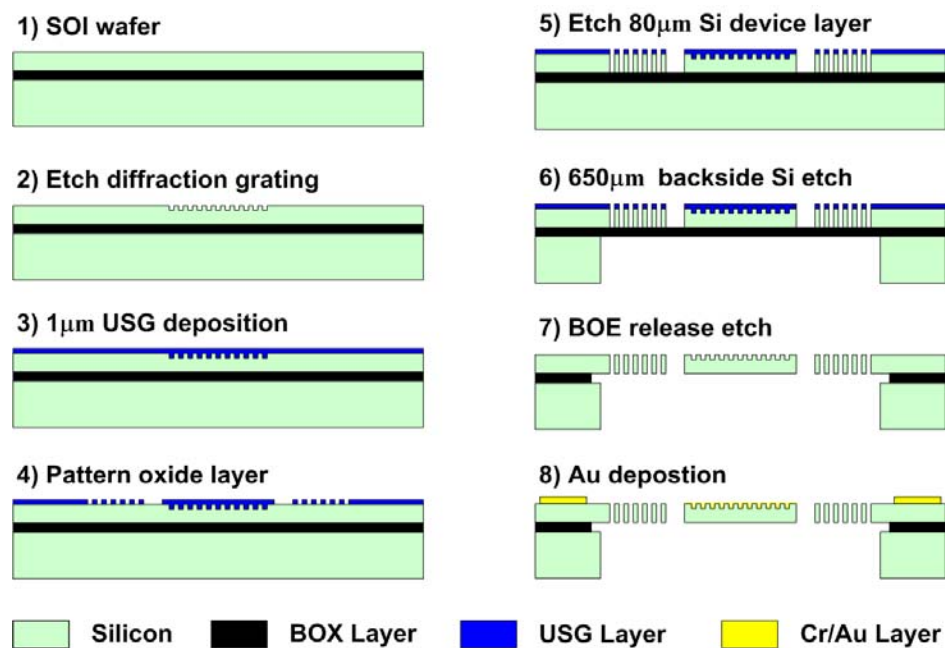 1) SOI wafer
2) Etch diffraction grating
3) 1μm USG deposition
4) Pattern oxide layer
5) Etch 80μm Si device layer
6) 650μm backside Si etch
7) BOE release etch
8) Au depostion
Silicon
BOX Layer
USG Layer
Cr/Au Layer